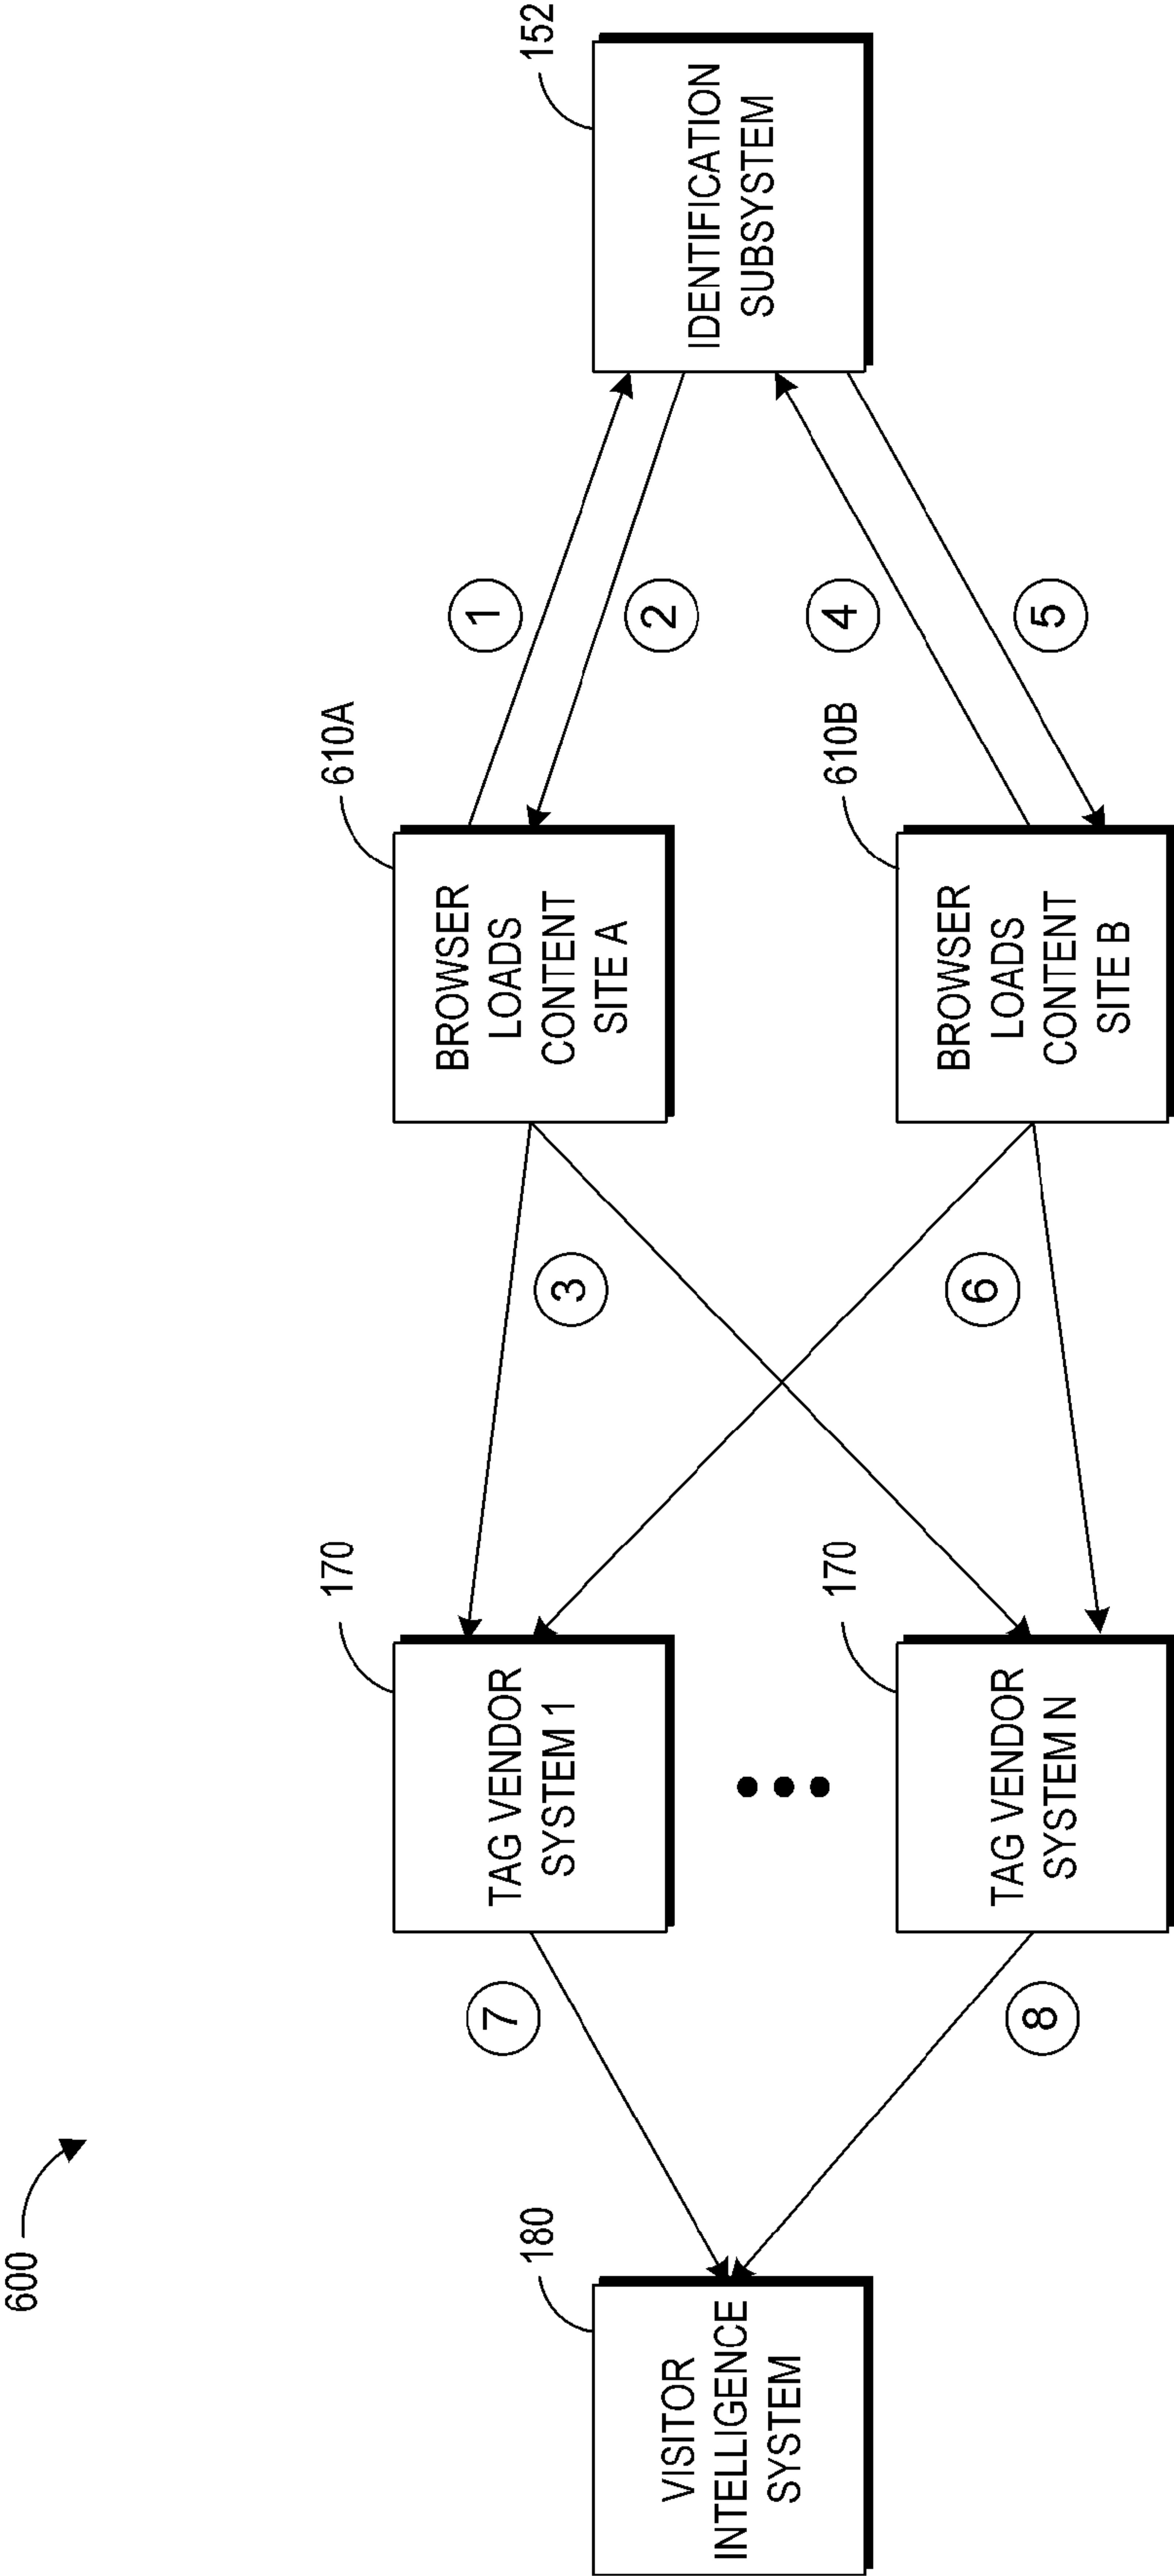 600
180
VISITOR
INTELLIGENCE
SYSTEM
7
8
170
TAG VENDOR
SYSTEM 1
170
TAG VENDOR
SYSTEM N
3
6
610A
BROWSER
LOADS
CONTENT
SITE A
610B
BROWSER
LOADS
CONTENT
SITE B
1
2
4
5
152
IDENTIFICATION
SUBSYSTEM